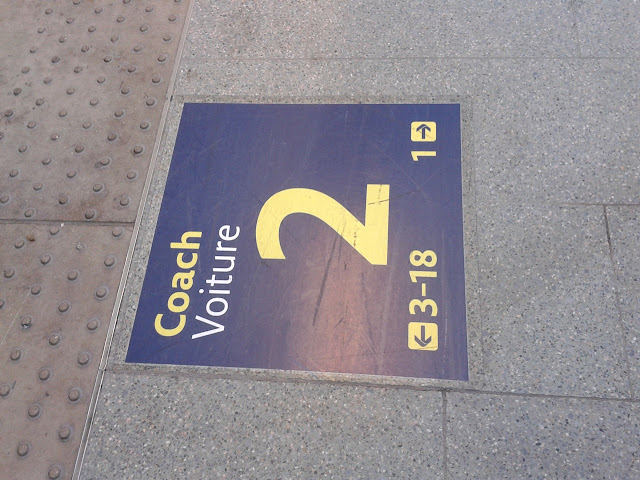 Coach
Voiture
2
← 3-18 1 →